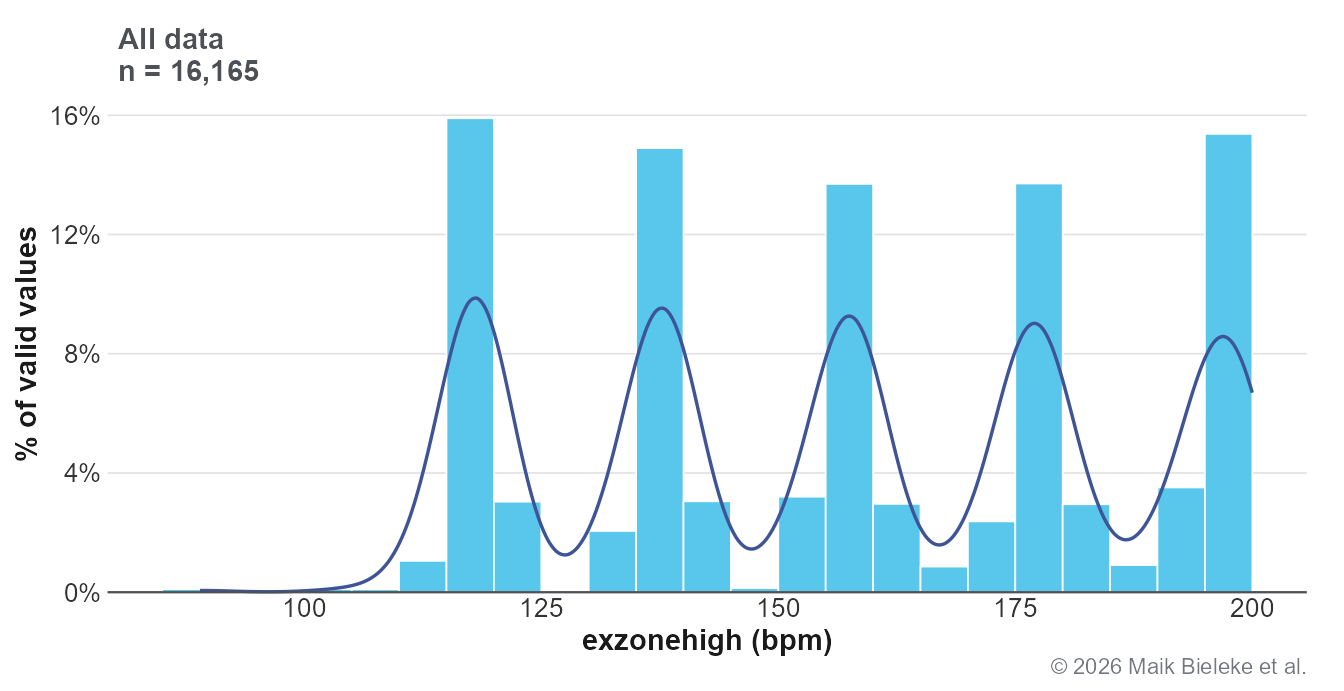 All data
n = 16,165
16%
12%
8%
4%
0%
% of valid values
100 125 150 175 200
exzonehigh (bpm)
© 2026 Maik Bieleke et al.